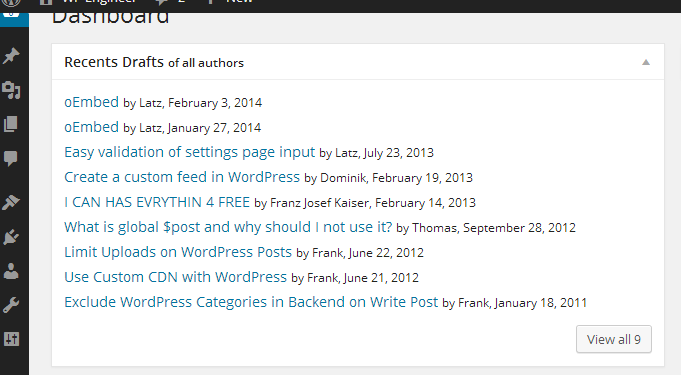 WP Engineer 2 New
Dashboard
Recents Drafts of all authors
oEmbed by Latz, February 3, 2014
oEmbed by Latz, January 27, 2014
Easy validation of settings page input by Latz, July 23, 2013
Create a custom feed in WordPress by Dominik, February 19, 2013
I CAN HAS EVRYTHIN 4 FREE by Franz Josef Kaiser, February 14, 2013
What is global $post and why should I not use it? by Thomas, September 28, 2012
Limit Uploads on WordPress Posts by Frank, June 22, 2012
Use Custom CDN with WordPress by Frank, June 21, 2012
Exclude WordPress Categories in Backend on Write Post by Frank, January 18, 2011
View all 9